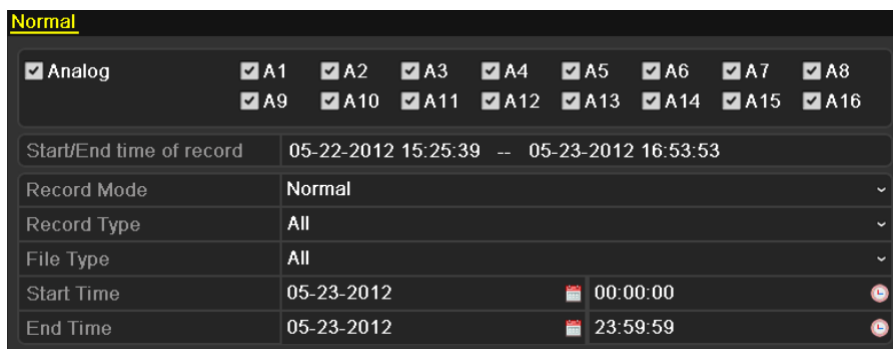 Normal
Analog A1 A2 A3 A4 A5 A6 A7 A8
A9 A10 A11 A12 A13 A14 A15 A16
Start/End time of record 05-22-2012 15:25:39 -- 05-23-2012 16:53:53
Record Mode Normal
Record Type All
File Type All
Start Time 05-23-2012 00:00:00
End Time 05-23-2012 23:59:59